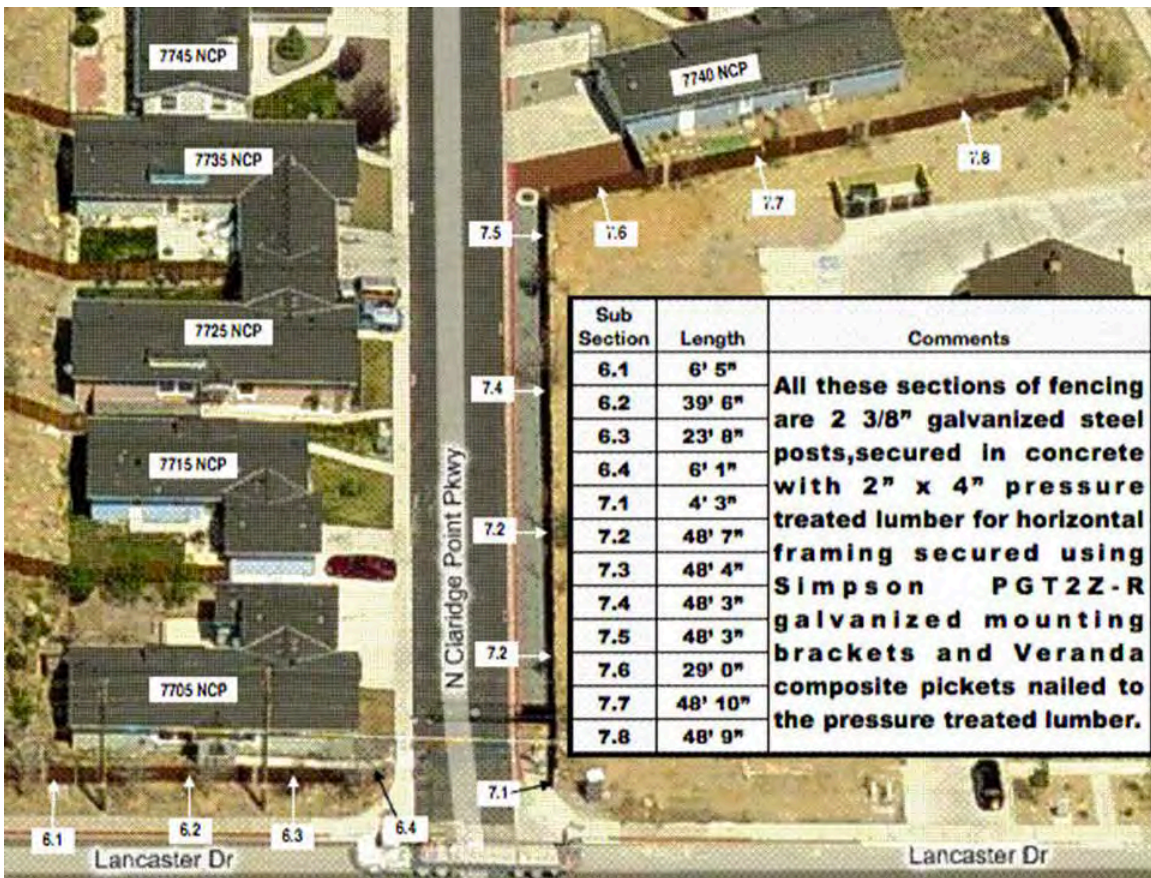 7745 NCP
7740 NCP
7735 NCP
7.8
7.7
7.6
7.5
7725 NCP
7.4
7715 NCP
N Claridge Point Pkwy
7.2
7.2
7705 NCP
7.1
6.1
6.2
6.3
6.4
Lancaster Dr
Lancaster Dr
Sub Section Length Comments
6.1 6' 5"
6.2 39' 6"
6.3 23' 8"
6.4 6' 1"
7.1 4' 3"
7.2 48' 7"
7.3 48' 4"
7.4 48' 3"
7.5 48' 3"
7.6 29' 0"
7.7 48' 10"
7.8 48' 9"
All these sections of fencing
are 2 3/8" galvanized steel
posts,secured in concrete
with 2" x 4" pressure
treated lumber for horizontal
framing secured using
Simpson PGT2Z-R
galvanized mounting
brackets and Veranda
composite pickets nailed to
the pressure treated lumber.